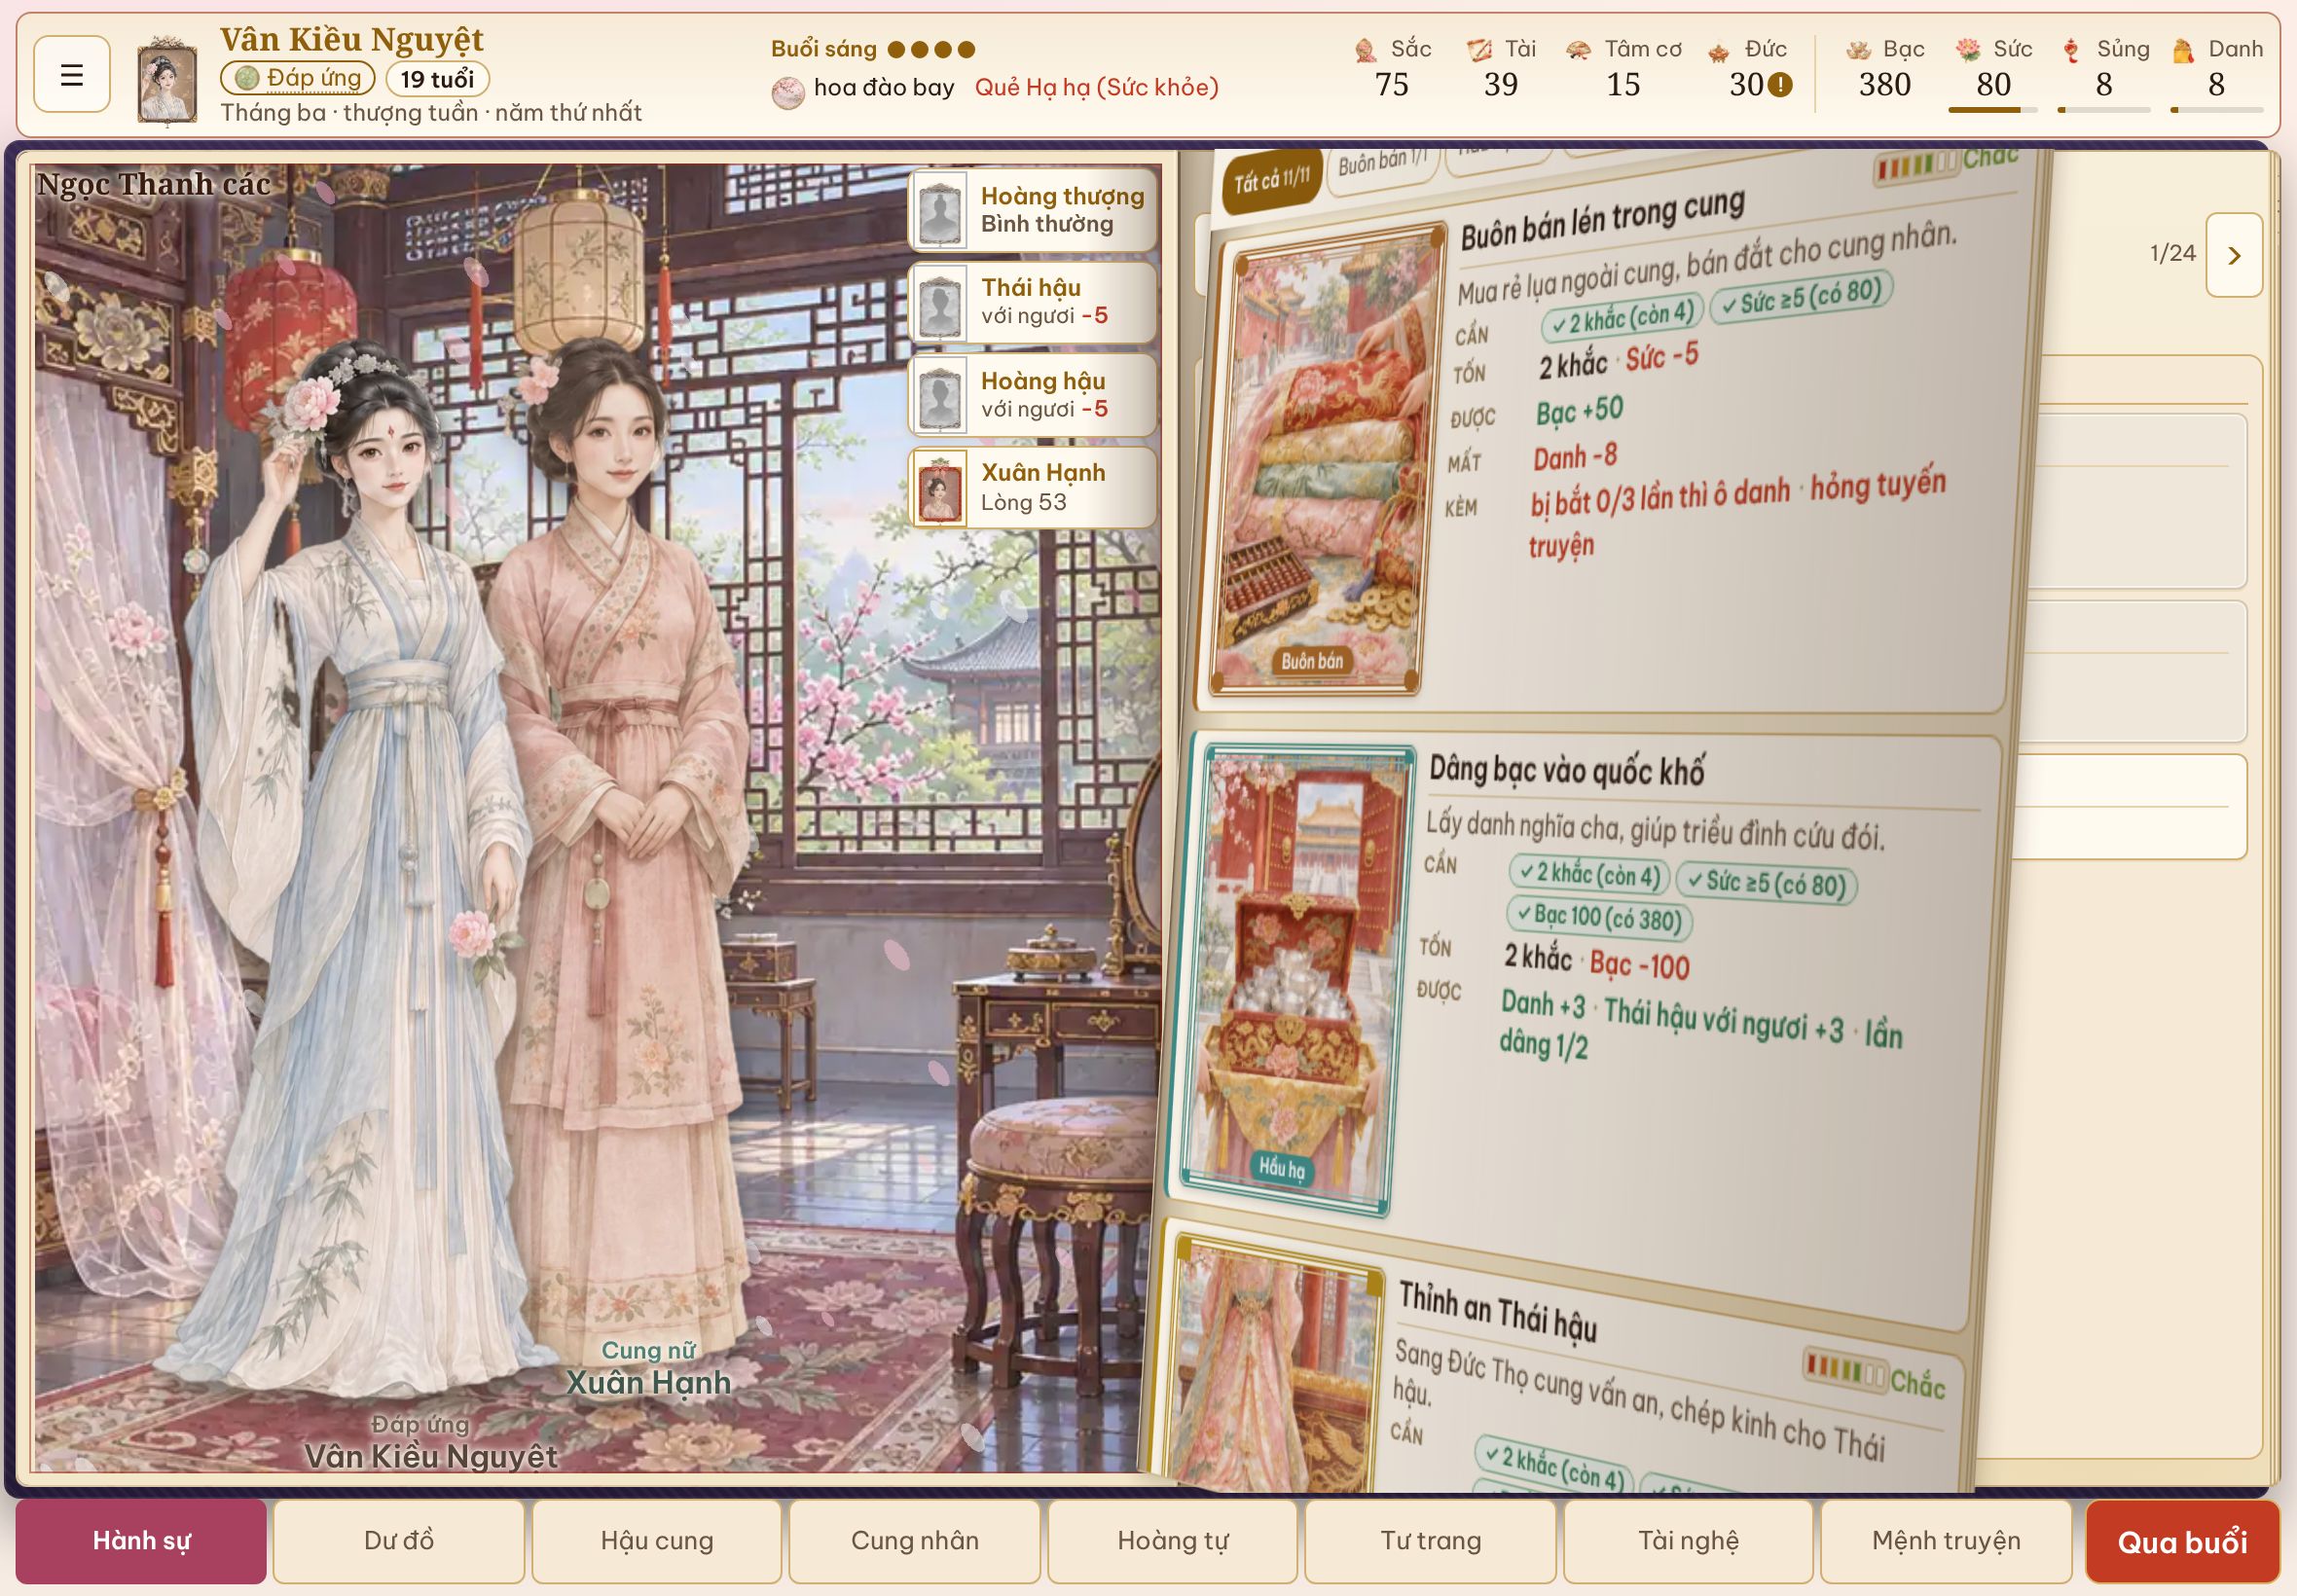 ☰
Vân Kiều Nguyệt
Đáp ứng
19 tuổi
Tháng ba · thượng tuần · năm thứ nhất
Buổi sáng
hoa đào bay
Quẻ Hạ hạ (Sức khỏe)
Sắc
75
Tài
39
Tâm cơ
15
Đức
30!
Bạc
380
Sức
80
Sủng
8
Danh
8
Ngọc Thanh các
Hoàng thượng
Bình thường
Thái hậu
với ngươi -5
Hoàng hậu
với ngươi -5
Xuân Hạnh
Lòng 53
Cung nữ
Xuân Hạnh
Đáp ứng
Vân Kiều Nguyệt
Tất cả 11/11
Buôn bán 1/1
Chắc
Buôn bán lén trong cung
Mua rẻ lụa ngoài cung, bán đắt cho cung nhân.
CẦN
✓ 2 khắc (còn 4)
✓ Sức ≥5 (có 80)
TỐN
2 khắc · Sức -5
ĐƯỢC
Bạc +50
MẤT
Danh -8
KÈM
bị bắt 0/3 lần thì ô danh · hỏng tuyến
truyện
Buôn bán
Dâng bạc vào quốc khố
Lấy danh nghĩa cha, giúp triều đình cứu đói.
CẦN
✓ 2 khắc (còn 4)
✓ Sức ≥5 (có 80)
✓ Bạc 100 (có 380)
TỐN
2 khắc · Bạc -100
ĐƯỢC
Danh +3 · Thái hậu với ngươi +3 · lần
dâng 1/2
Hầu hạ
Thỉnh an Thái hậu
Chắc
Sang Đức Thọ cung vấn an, chép kinh cho Thái
hậu.
CẦN
✓ 2 khắc (còn 4)
1/24
›
Hành sự
Dư đồ
Hậu cung
Cung nhân
Hoàng tự
Tư trang
Tài nghệ
Mệnh truyện
Qua buổi